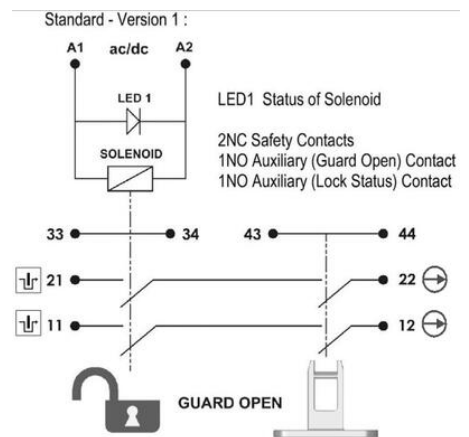 Standard - Version 1 :
A1 ac/dc A2
LED 1
LED1 Status of Solenoid
SOLENOID
2NC Safety Contacts
1NO Auxiliary (Guard Open) Contact
1NO Auxiliary (Lock Status) Contact
33 34 43 44
21 22
11 12
GUARD OPEN